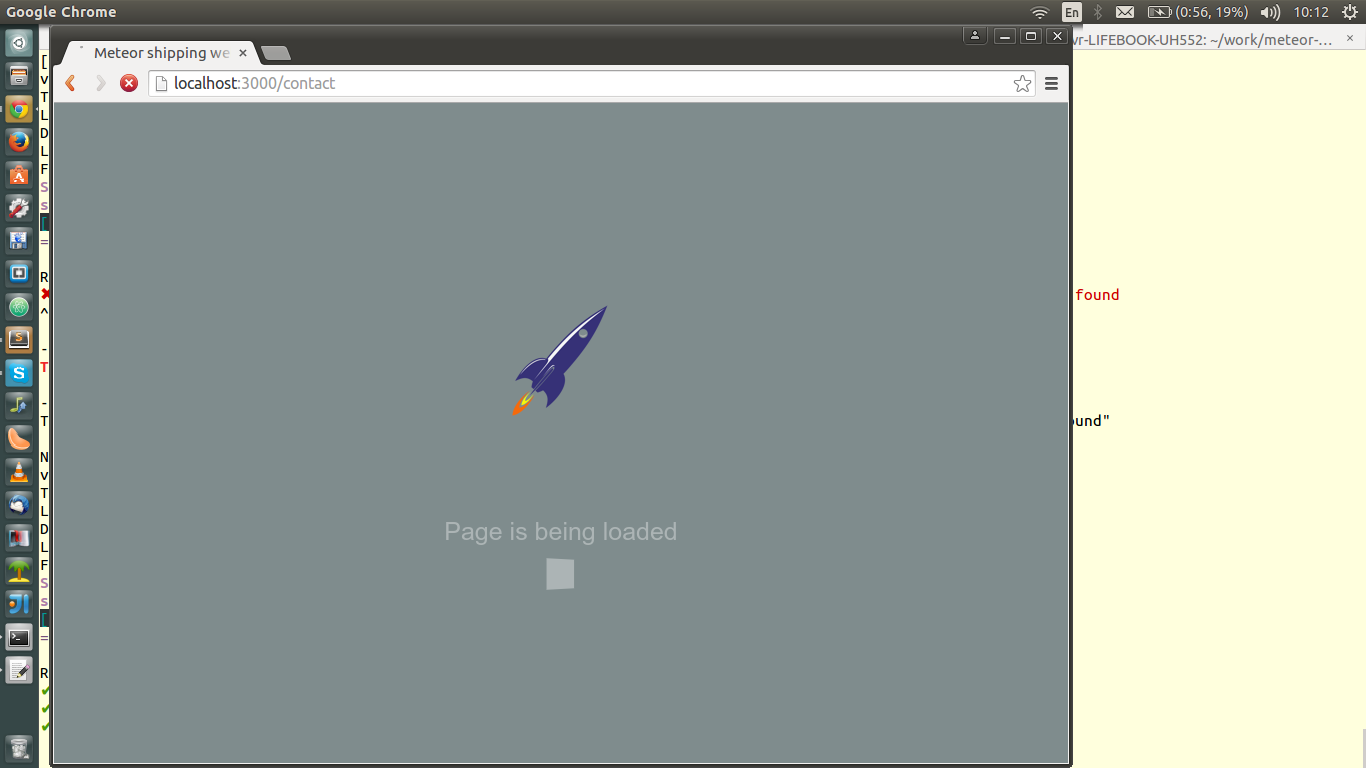 Google Chrome
En
(0:56, 19%)
10:12
Meteor shipping we
vr-LIFEBOOK-UH552: ~/work/meteor-...
localhost:3000/contact
[
v
T
L
D
L
F
S
s
[
=
R
found
^
-
T
-
T
ound"
N
v
T
L
D
L
F
S
s
[
=
R
Page is being loaded